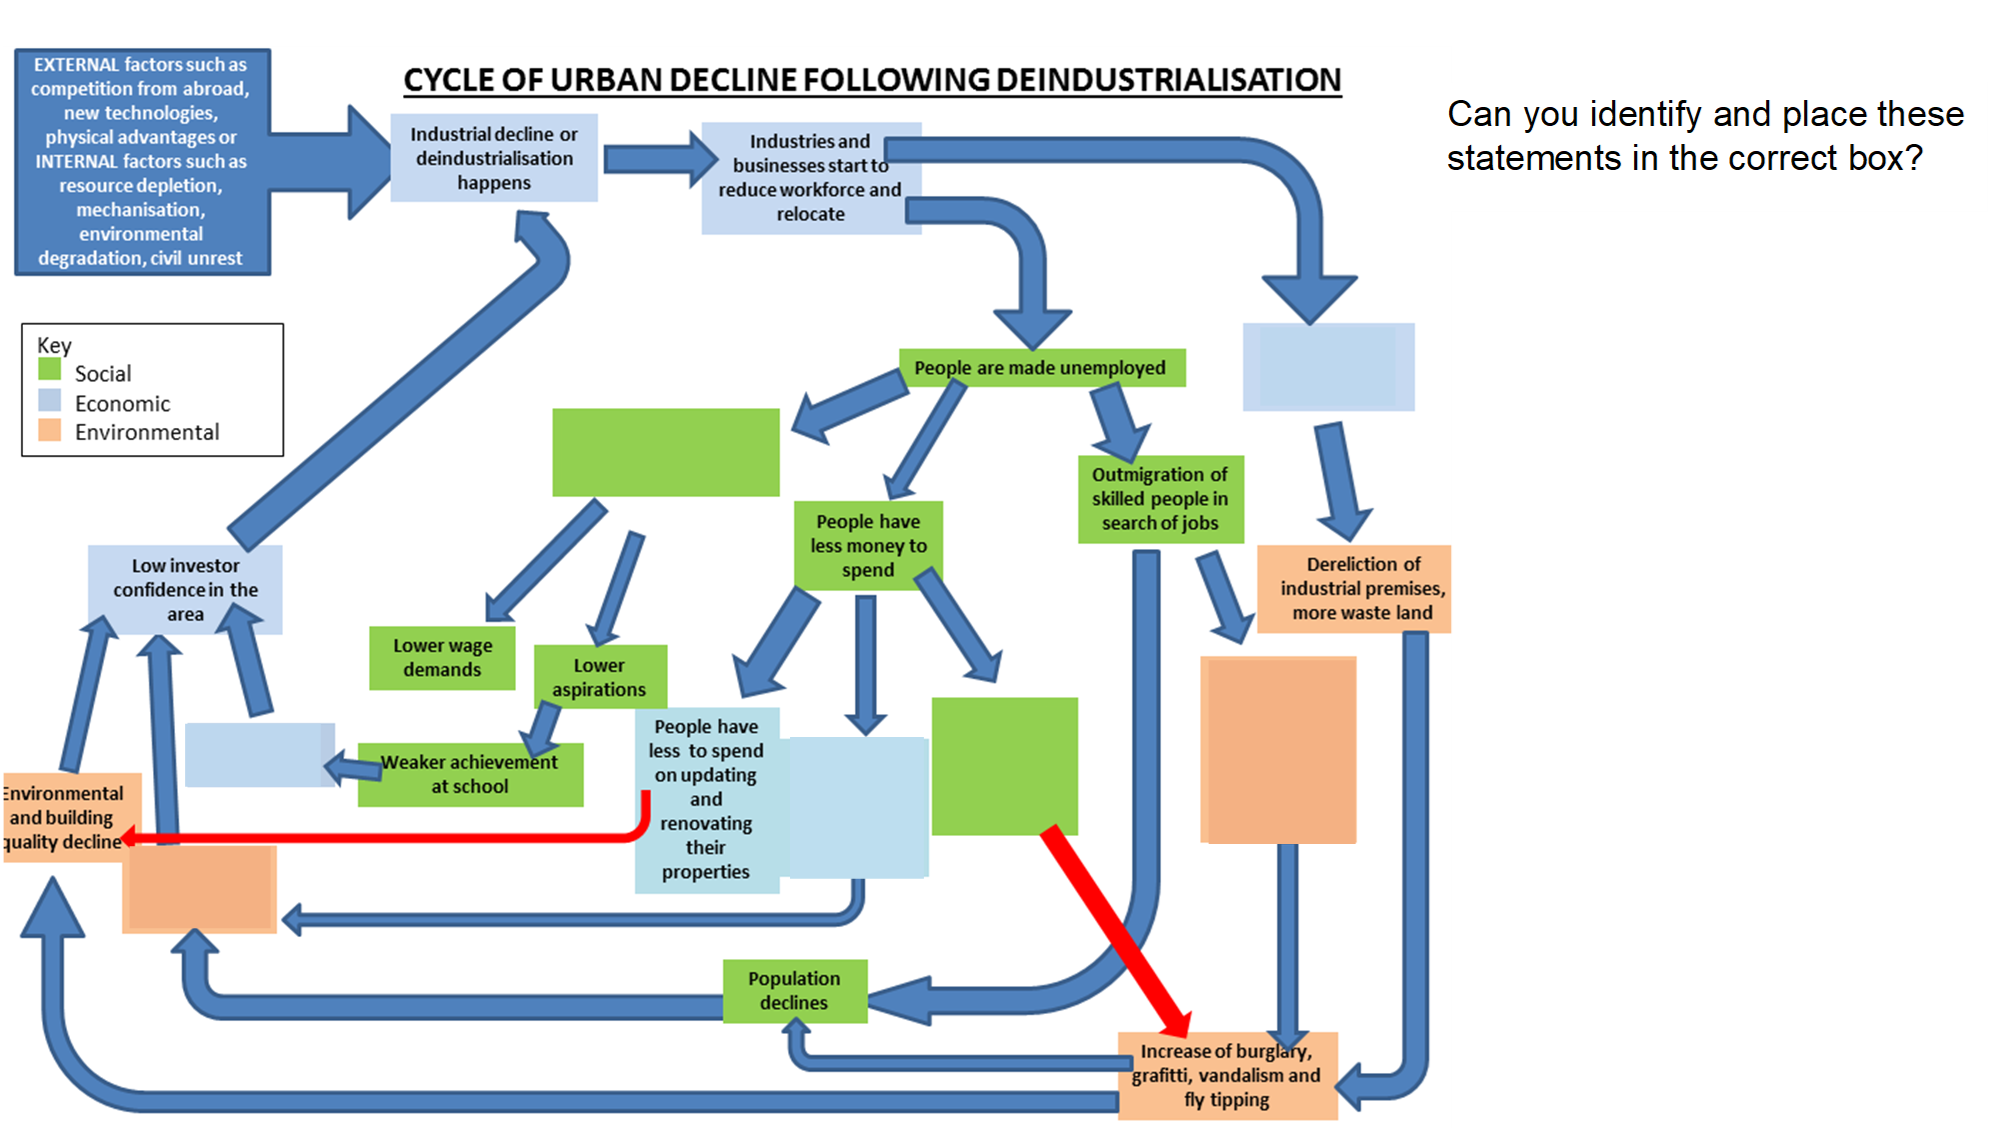 CYCLE OF URBAN DECLINE FOLLOWING DEINDUSTRIALISATION
Can you identify and place these
statements in the correct box?
EXTERNAL factors such as
competition from abroad,
new technologies,
physical advantages or
INTERNAL factors such as
resource depletion,
mechanisation,
environmental
degradation, civil unrest
Industrial decline or
deindustrialisation
happens
Industries and
businesses start to
reduce workforce and
relocate
Key
Social
Economic
Environmental
People are made unemployed
Outmigration of
skilled people in
search of jobs
People have
less money to
spend
Dereliction of
industrial premises,
more waste land
Low investor
confidence in the
area
Lower wage
demands
Lower
aspirations
Weaker achievement
at school
People have
less to spend
on updating
and
renovating
their
properties
Environmental
and building
quality decline
Population
declines
Increase of burglary,
grafitti, vandalism and
fly tipping